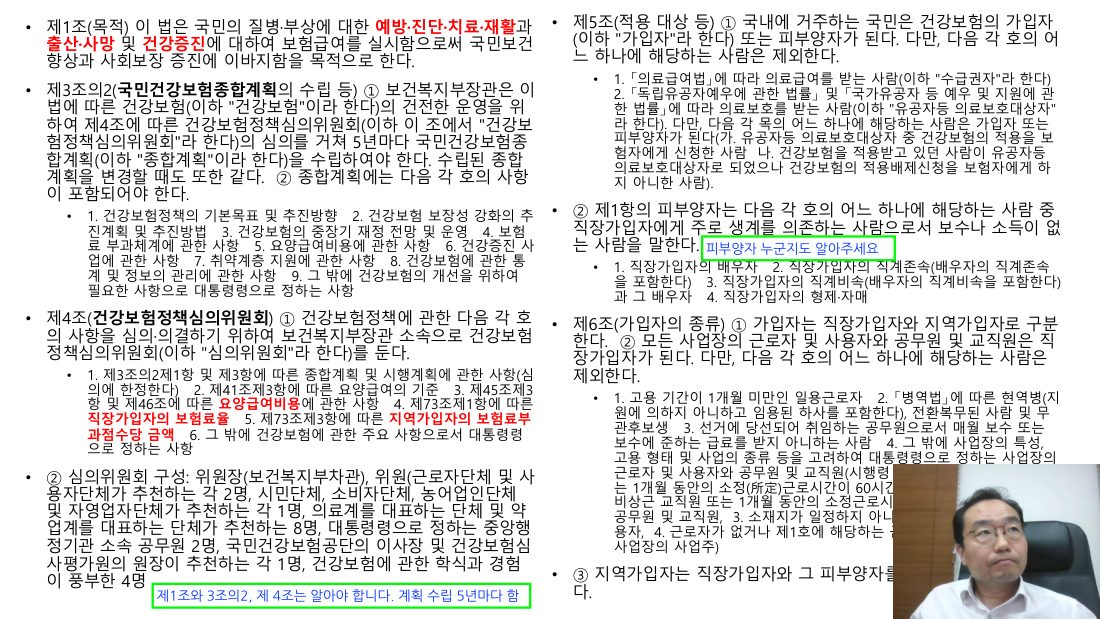 • 제1조(목적) 이 법은 국민의 질병·부상에 대한 예방·진단·치료·재활과
출산·사망 및 건강증진에 대하여 보험급여를 실시함으로써 국민보건
향상과 사회보장 증진에 이바지함을 목적으로 한다.
• 제3조의2(국민건강보험종합계획의 수립 등) ① 보건복지부장관은 이
법에 따른 건강보험(이하 "건강보험"이라 한다)의 건전한 운영을 위
하여 제4조에 따른 건강보험정책심의위원회(이하 이 조에서 "건강보
험정책심의위원회"라 한다)의 심의를 거쳐 5년마다 국민건강보험종
합계획(이하 "종합계획"이라 한다)을 수립하여야 한다. 수립된 종합
계획을 변경할 때도 또한 같다. ② 종합계획에는 다음 각 호의 사항
이 포함되어야 한다.
• 1. 건강보험정책의 기본목표 및 추진방향 2. 건강보험 보장성 강화의 추
진계획 및 추진방법 3. 건강보험의 중장기 재정 전망 및 운영 4. 보험
료 부과체계에 관한 사항 5. 요양급여비용에 관한 사항 6. 건강증진 사
업에 관한 사항 7. 취약계층 지원에 관한 사항 8. 건강보험에 관한 통
계 및 정보의 관리에 관한 사항 9. 그 밖에 건강보험의 개선을 위하여
필요한 사항으로 대통령령으로 정하는 사항
• 제4조(건강보험정책심의위원회) ① 건강보험정책에 관한 다음 각 호
의 사항을 심의·의결하기 위하여 보건복지부장관 소속으로 건강보험
정책심의위원회(이하 "심의위원회"라 한다)를 둔다.
• 1. 제3조의2제1항 및 제3항에 따른 종합계획 및 시행계획에 관한 사항(심
의에 한정한다) 2. 제41조제3항에 따른 요양급여의 기준 3. 제45조제3
항 및 제46조에 따른 요양급여비용에 관한 사항 4. 제73조제1항에 따른
직장가입자의 보험료율 5. 제73조제3항에 따른 지역가입자의 보험료부
과점수당 금액 6. 그 밖에 건강보험에 관한 주요 사항으로서 대통령령
으로 정하는 사항
• ② 심의위원회 구성: 위원장(보건복지부차관), 위원(근로자단체 및 사
용자단체가 추천하는 각 2명, 시민단체, 소비자단체, 농어업인단체
및 자영업자단체가 추천하는 각 1명, 의료계를 대표하는 단체 및 약
업계를 대표하는 단체가 추천하는 8명, 대통령령으로 정하는 중앙행
정기관 소속 공무원 2명, 국민건강보험공단의 이사장 및 건강보험심
사평가원의 원장이 추천하는 각 1명, 건강보험에 관한 학식과 경험
이 풍부한 4명
제1조와 3조의2, 제 4조는 알아야 합니다. 계획 수립 5년마다 함
• 제5조(적용 대상 등) ① 국내에 거주하는 국민은 건강보험의 가입자
(이하 "가입자"라 한다) 또는 피부양자가 된다. 다만, 다음 각 호의 어
느 하나에 해당하는 사람은 제외한다.
• 1. 「의료급여법」에 따라 의료급여를 받는 사람(이하 "수급권자"라 한다)
2. 「독립유공자예우에 관한 법률」 및 「국가유공자 등 예우 및 지원에 관
한 법률」에 따라 의료보호를 받는 사람(이하 "유공자등 의료보호대상자"
라 한다). 다만, 다음 각 목의 어느 하나에 해당하는 사람은 가입자 또는
피부양자가 된다(가. 유공자등 의료보호대상자 중 건강보험의 적용을 보
험자에게 신청한 사람 나. 건강보험을 적용받고 있던 사람이 유공자등
의료보호대상자로 되었으나 건강보험의 적용배제신청을 보험자에게 하
지 아니한 사람).
• ② 제1항의 피부양자는 다음 각 호의 어느 하나에 해당하는 사람 중
직장가입자에게 주로 생계를 의존하는 사람으로서 보수나 소득이 없
는 사람을 말한다.
피부양자 누군지도 알아주세요
• 1. 직장가입자의 배우자 2. 직장가입자의 직계존속(배우자의 직계존속
을 포함한다) 3. 직장가입자의 직계비속(배우자의 직계비속을 포함한다)
과 그 배우자 4. 직장가입자의 형제·자매
• 제6조(가입자의 종류) ① 가입자는 직장가입자와 지역가입자로 구분
한다. ② 모든 사업장의 근로자 및 사용자와 공무원 및 교직원은 직
장가입자가 된다. 다만, 다음 각 호의 어느 하나에 해당하는 사람은
제외한다.
• 1. 고용 기간이 1개월 미만인 일용근로자 2. 「병역법」에 따른 현역병(지
원에 의하지 아니하고 임용된 하사를 포함한다), 전환복무된 사람 및 무
관후보생 3. 선거에 당선되어 취임하는 공무원으로서 매월 보수 또는
보수에 준하는 급료를 받지 아니하는 사람 4. 그 밖에 사업장의 특성,
고용 형태 및 사업의 종류 등을 고려하여 대통령령으로 정하는 사업장의
근로자 및 사용자와 공무원 및 교직원(시행령
는 1개월 동안의 소정(所定)근로시간이 60시간
비상근 교직원 또는 1개월 동안의 소정근로시
공무원 및 교직원, 3. 소재지가 일정하지 아니
용자, 4. 근로자가 없거나 제1호에 해당하는
사업장의 사업주)
• ③ 지역가입자는 직장가입자와 그 피부양자를
다.